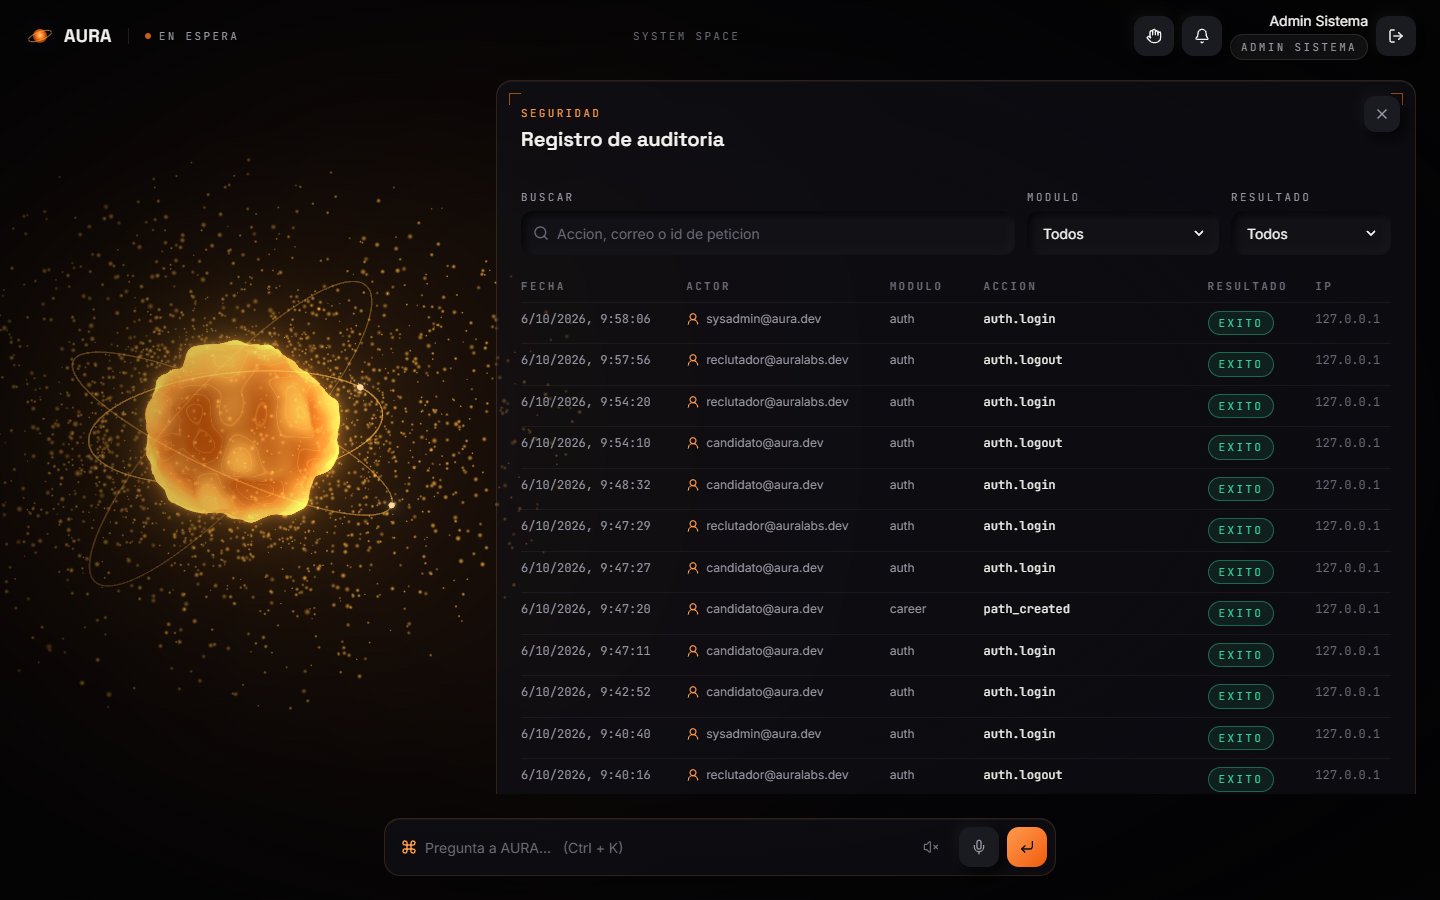 AURA
EN ESPERA
SYSTEM SPACE
Admin Sistema
ADMIN SISTEMA
SEGURIDAD
Registro de auditoria
BUSCAR MODULO RESULTADO
Accion, correo o id de peticion Todos Todos
FECHA ACTOR MODULO ACCION RESULTADO IP
6/10/2026, 9:58:06 sysadmin@aura.dev auth auth.login EXITO 127.0.0.1
6/10/2026, 9:57:56 reclutador@auralabs.dev auth auth.logout EXITO 127.0.0.1
6/10/2026, 9:54:20 reclutador@auralabs.dev auth auth.login EXITO 127.0.0.1
6/10/2026, 9:54:10 candidato@aura.dev auth auth.logout EXITO 127.0.0.1
6/10/2026, 9:48:32 candidato@aura.dev auth auth.login EXITO 127.0.0.1
6/10/2026, 9:47:29 reclutador@auralabs.dev auth auth.login EXITO 127.0.0.1
6/10/2026, 9:47:27 candidato@aura.dev auth auth.login EXITO 127.0.0.1
6/10/2026, 9:47:20 candidato@aura.dev career path_created EXITO 127.0.0.1
6/10/2026, 9:47:11 candidato@aura.dev auth auth.login EXITO 127.0.0.1
6/10/2026, 9:42:52 candidato@aura.dev auth auth.login EXITO 127.0.0.1
6/10/2026, 9:40:40 sysadmin@aura.dev auth auth.login EXITO 127.0.0.1
6/10/2026, 9:40:16 reclutador@auralabs.dev auth auth.logout EXITO 127.0.0.1
⌘ Pregunta a AURA... (Ctrl + K)